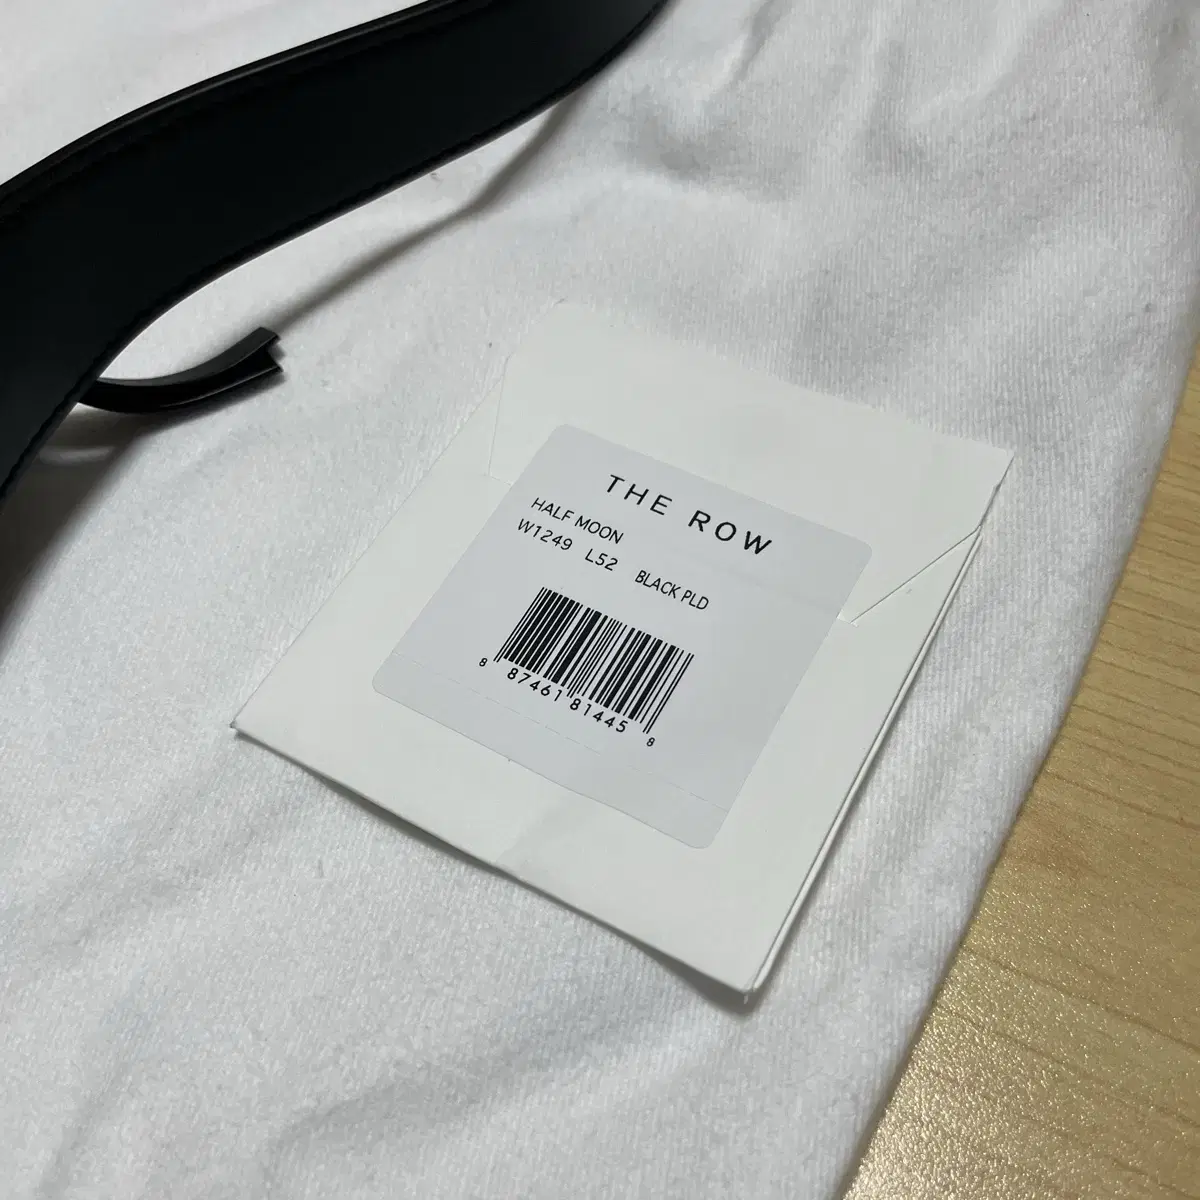 THE ROW
HALF MOON
W1249 L52 BLACK PLD
8 87461 81445 8